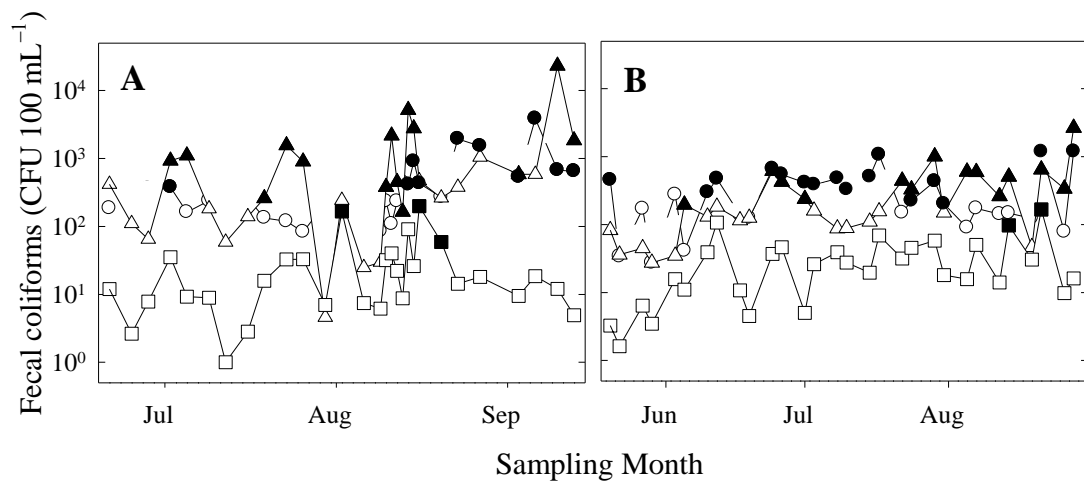 A
B
Fecal coliforms (CFU 100 mL⁻¹)
10⁴
10³
10²
10¹
10⁰
Jul
Aug
Sep
Jun
Jul
Aug
Sampling Month